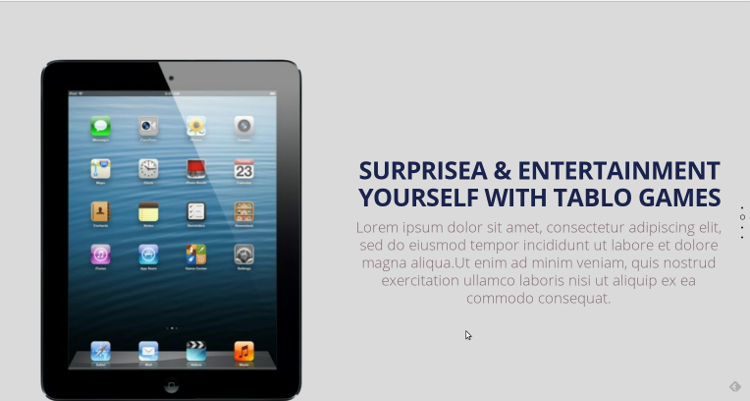 SURPRISEA & ENTERTAINMENT
YOURSELF WITH TABLO GAMES
Lorem ipsum dolor sit amet, consectetur adipiscing elit,
sed do eiusmod tempor incididunt ut labore et dolore
magna aliqua.Ut enim ad minim veniam, quis nostrud
exercitation ullamco laboris nisi ut aliquip ex ea
commodo consequat.
23